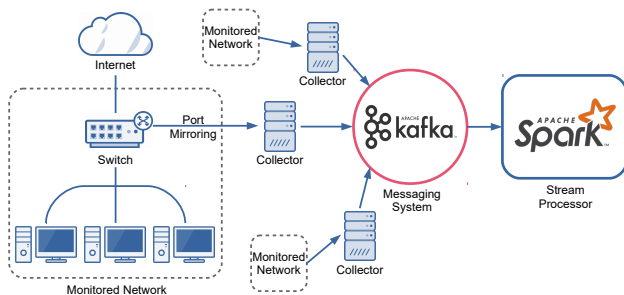 Internet
Monitored
Network
Collector
Port
Mirroring
Switch
Collector
APACHE
kafka
Messaging
System
APACHE
Spark
TM
Stream
Processor
Monitored
Network
Collector
Monitored Network